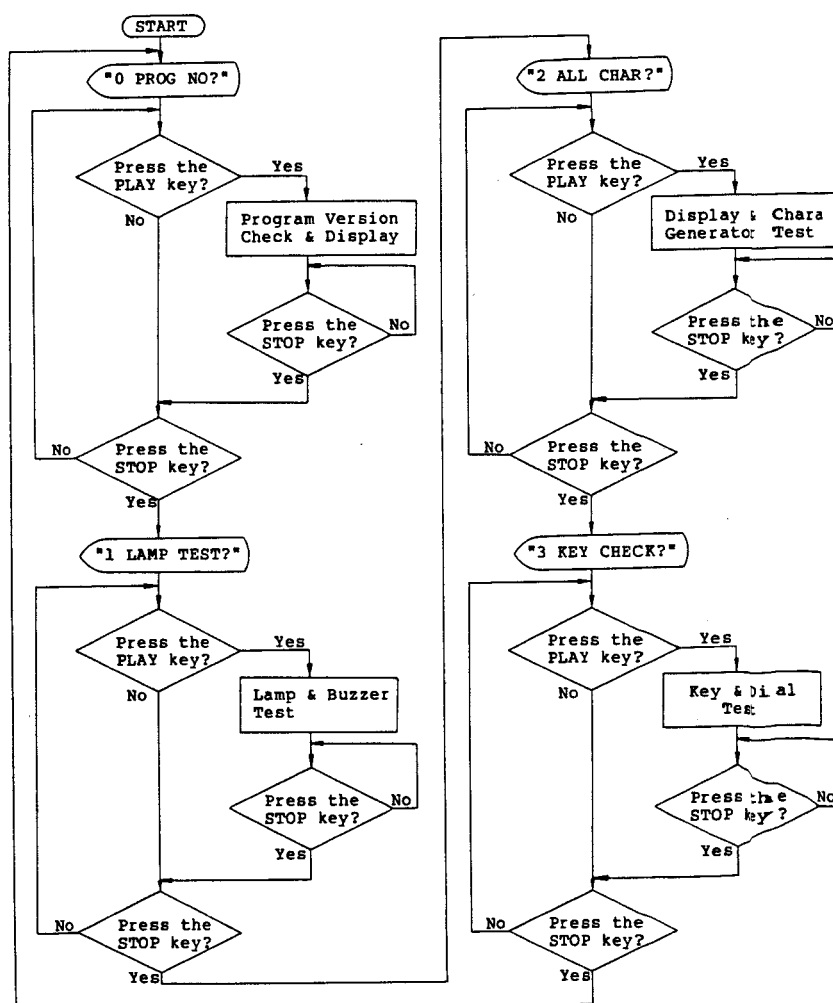 START
"0 PROG NO?"
Press the
PLAY key?
Yes
No
Program Version
Check & Display
Press the
STOP key?
No
Yes
Press the
STOP key?
No
Yes
"1 LAMP TEST?"
Press the
PLAY key?
Yes
No
Lamp & Buzzer
Test
Press the
STOP key?
No
Yes
Press the
STOP key?
No
Yes
"2 ALL CHAR?"
Press the
PLAY key?
Yes
No
Display & Chara
Generator Test
Press the
STOP key?
No
Yes
Press the
STOP key?
No
Yes
"3 KEY CHECK?"
Press the
PLAY key?
Yes
No
Key & Dial
Test
Press the
STOP key?
No
Yes
Press the
STOP key?
No
Yes